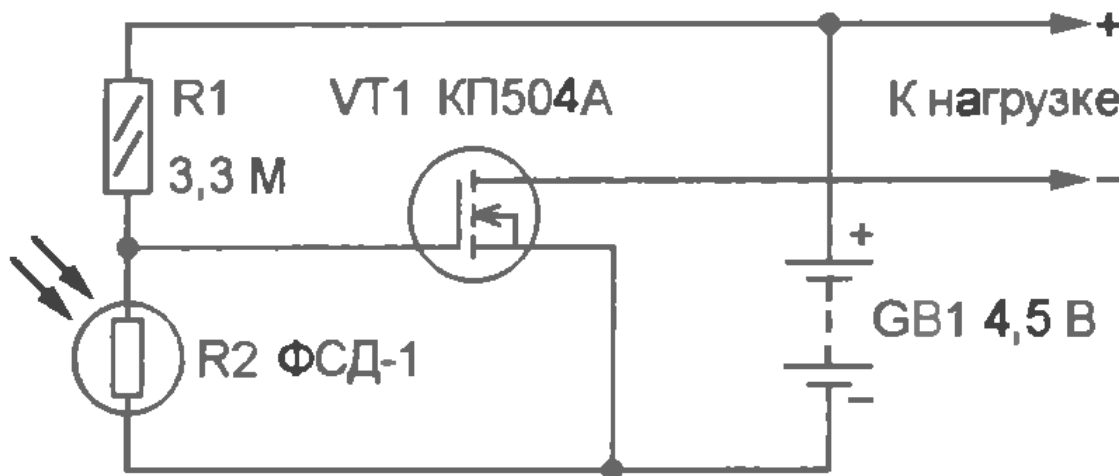 +
R1
VT1 КП504А
К нагрузке
3,3 М
−
+
GB1 4,5 В
R2 ФСД-1
−